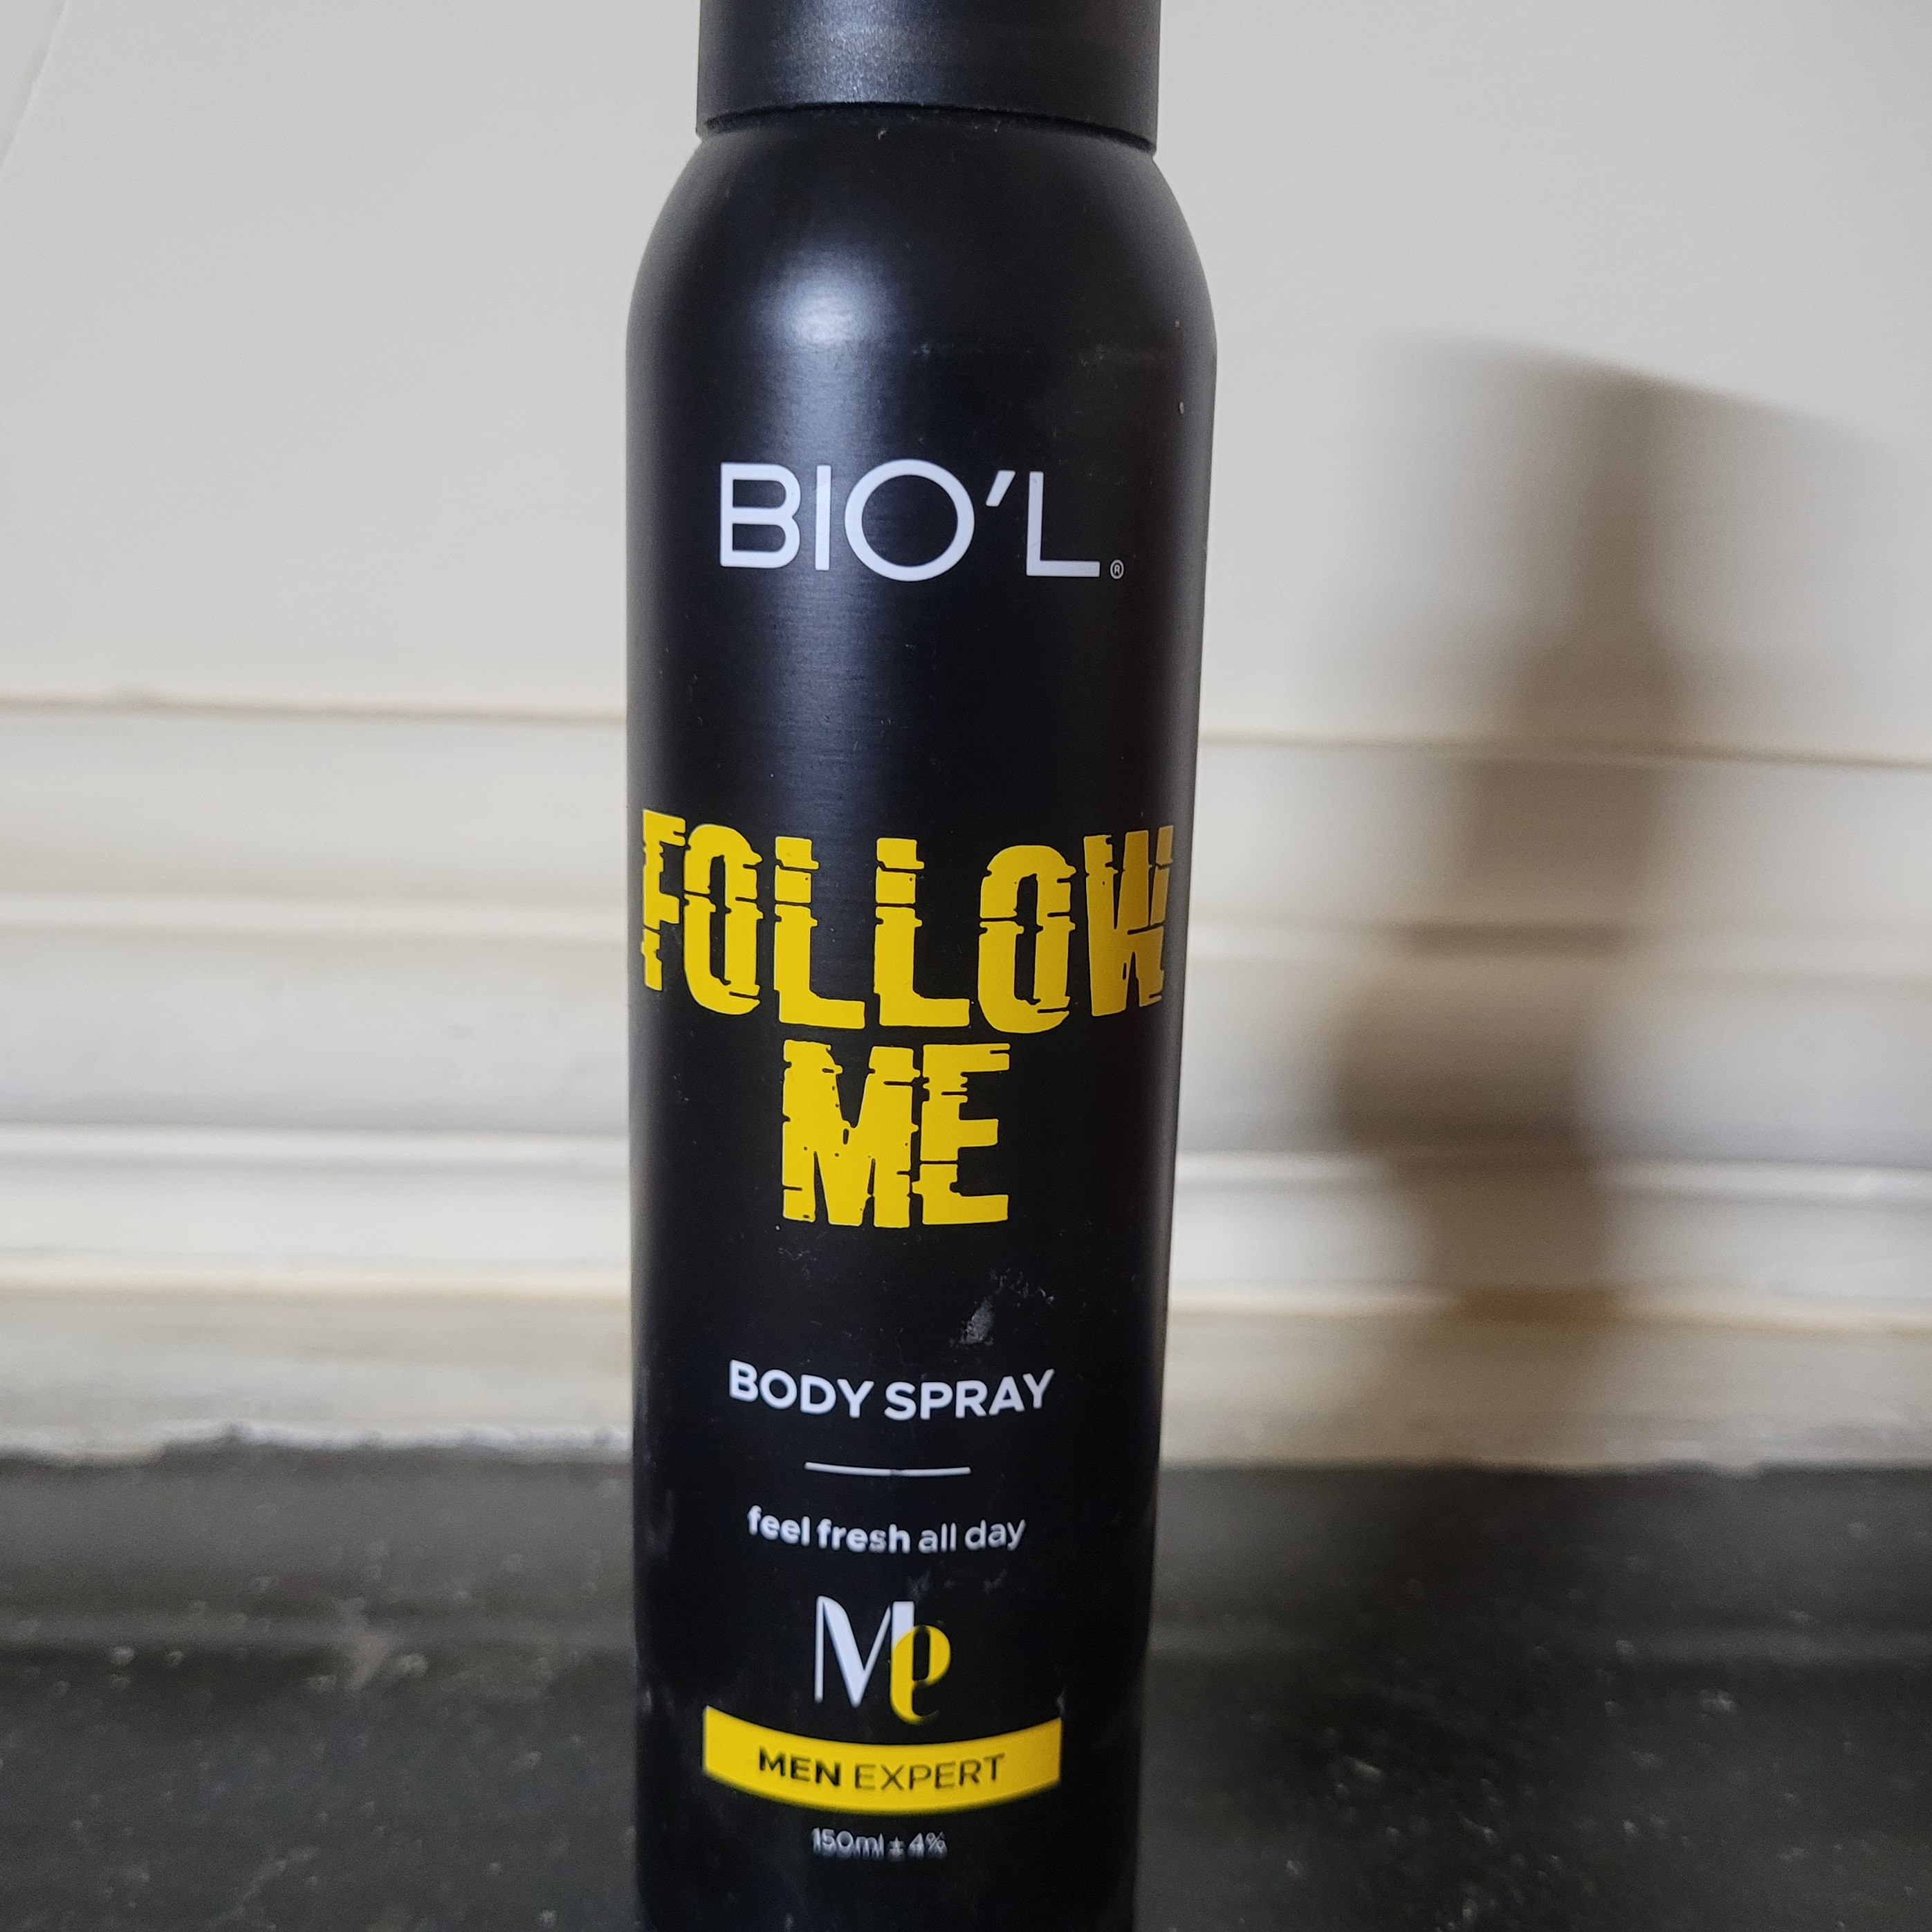 BIO'L®
FOLLOW
ME
BODY SPRAY
feel fresh all day
Me
MEN EXPERT
150ml ± 4%